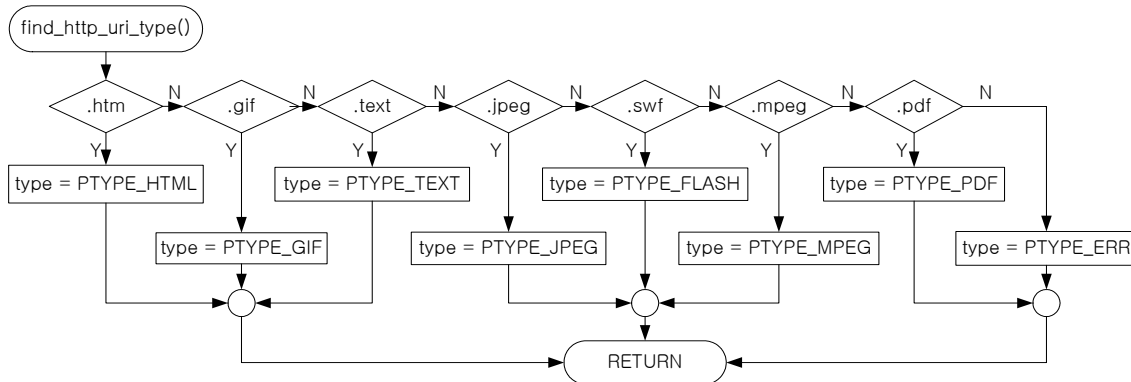 find_http_uri_type()
.htm
N
.gif
N
.text
N
.jpeg
N
.swf
N
.mpeg
N
.pdf
N
Y
Y
Y
Y
Y
Y
Y
type = PTYPE_HTML
type = PTYPE_TEXT
type = PTYPE_FLASH
type = PTYPE_PDF
type = PTYPE_GIF
type = PTYPE_JPEG
type = PTYPE_MPEG
type = PTYPE_ERR
RETURN